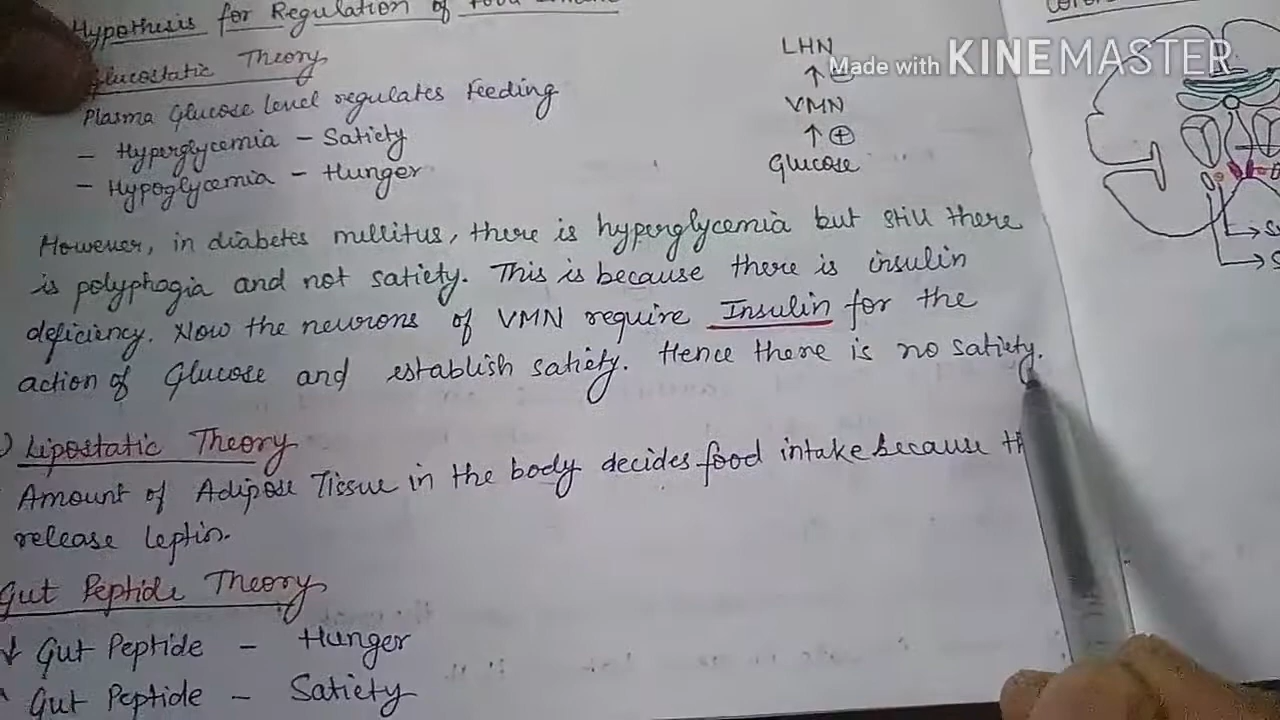 Hypothesis for Regulation of Food Intake
Glucostatic Theory
Plasma Glucose level regulates Feeding
- Hyperglycemia - Satiety
- Hypoglycemia - Hunger
LHN
↑ ⊖
VMN
↑ ⊕
Glucose
Made with KINEMASTER
However, in diabetes mellitus, there is hyperglycemia but still there
is polyphagia and not satiety. This is because there is insulin
deficiency. Now the neurons of VMN require Insulin for the
action of Glucose and establish satiety. Hence there is no satiety.
) Lipostatic Theory
Amount of Adipose Tissue in the body decides food intake because th
release leptin.
Gut Peptide Theory
↓ Gut Peptide - Hunger
↑ Gut Peptide - Satiety